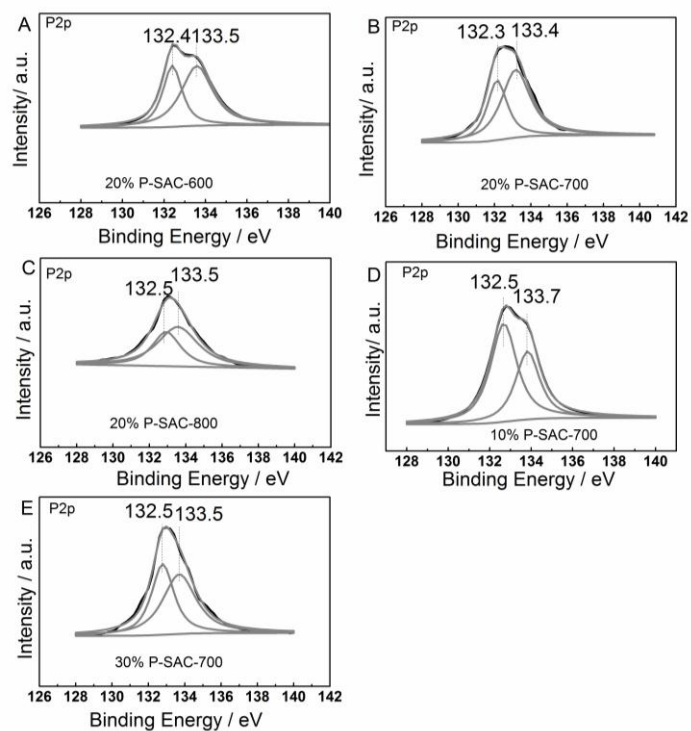 A
P2p
132.4 133.5
Intensity/ a.u.
20% P-SAC-600
126 128 130 132 134 136 138 140
Binding Energy / eV
B
P2p
132.3 133.4
Intensity/ a.u.
20% P-SAC-700
126 128 130 132 134 136 138 140 142
Binding Energy / eV
C
P2p
132.5 133.5
Intensity / a.u.
20% P-SAC-800
126 128 130 132 134 136 138 140 142
Binding Energy / eV
D
P2p
132.5
133.7
Intensity/ a.u.
10% P-SAC-700
126 128 130 132 134 136 138 140
Binding Energy / eV
E
P2p
132.5 133.5
Intensity / a.u.
30% P-SAC-700
126 128 130 132 134 136 138 140 142
Binding Energy / eV